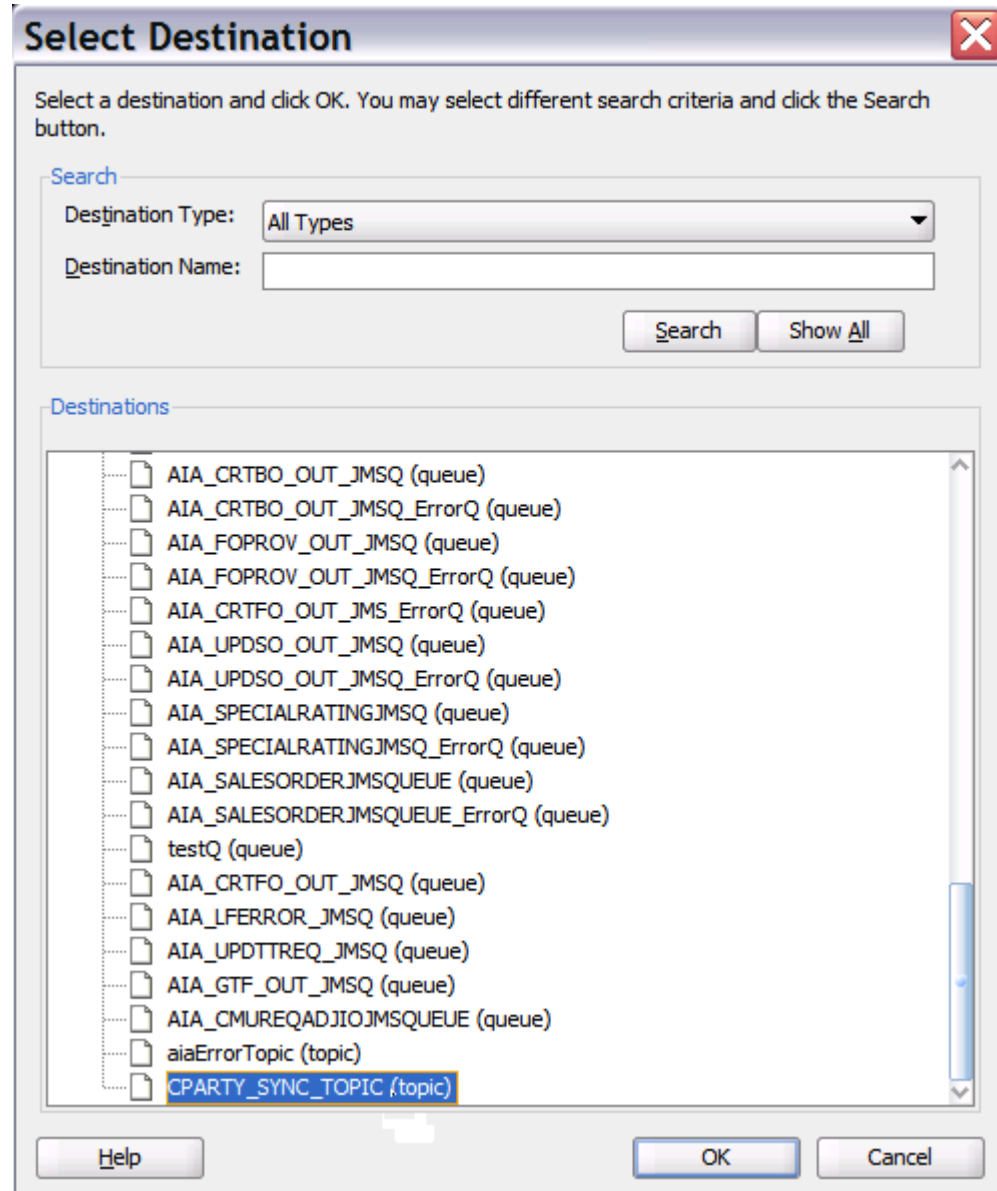 Select Destination
Select a destination and click OK. You may select different search criteria and click the Search
button.
Search
Destination Type: All Types
Destination Name:
Search Show All
Destinations
AIA_CRTBO_OUT_JMSQ (queue)
AIA_CRTBO_OUT_JMSQ_ErrorQ (queue)
AIA_FOPROV_OUT_JMSQ (queue)
AIA_FOPROV_OUT_JMSQ_ErrorQ (queue)
AIA_CRTFO_OUT_JMS_ErrorQ (queue)
AIA_UPDSO_OUT_JMSQ (queue)
AIA_UPDSO_OUT_JMSQ_ErrorQ (queue)
AIA_SPECIALRATINGJMSQ (queue)
AIA_SPECIALRATINGJMSQ_ErrorQ (queue)
AIA_SALESORDERJMSQUEUE (queue)
AIA_SALESORDERJMSQUEUE_ErrorQ (queue)
testQ (queue)
AIA_CRTFO_OUT_JMSQ (queue)
AIA_LFERROR_JMSQ (queue)
AIA_UPDTTREQ_JMSQ (queue)
AIA_GTF_OUT_JMSQ (queue)
AIA_CMUREQADJIOJMSQUEUE (queue)
aiaErrorTopic (topic)
CPARTY_SYNC_TOPIC (topic)
Help OK Cancel